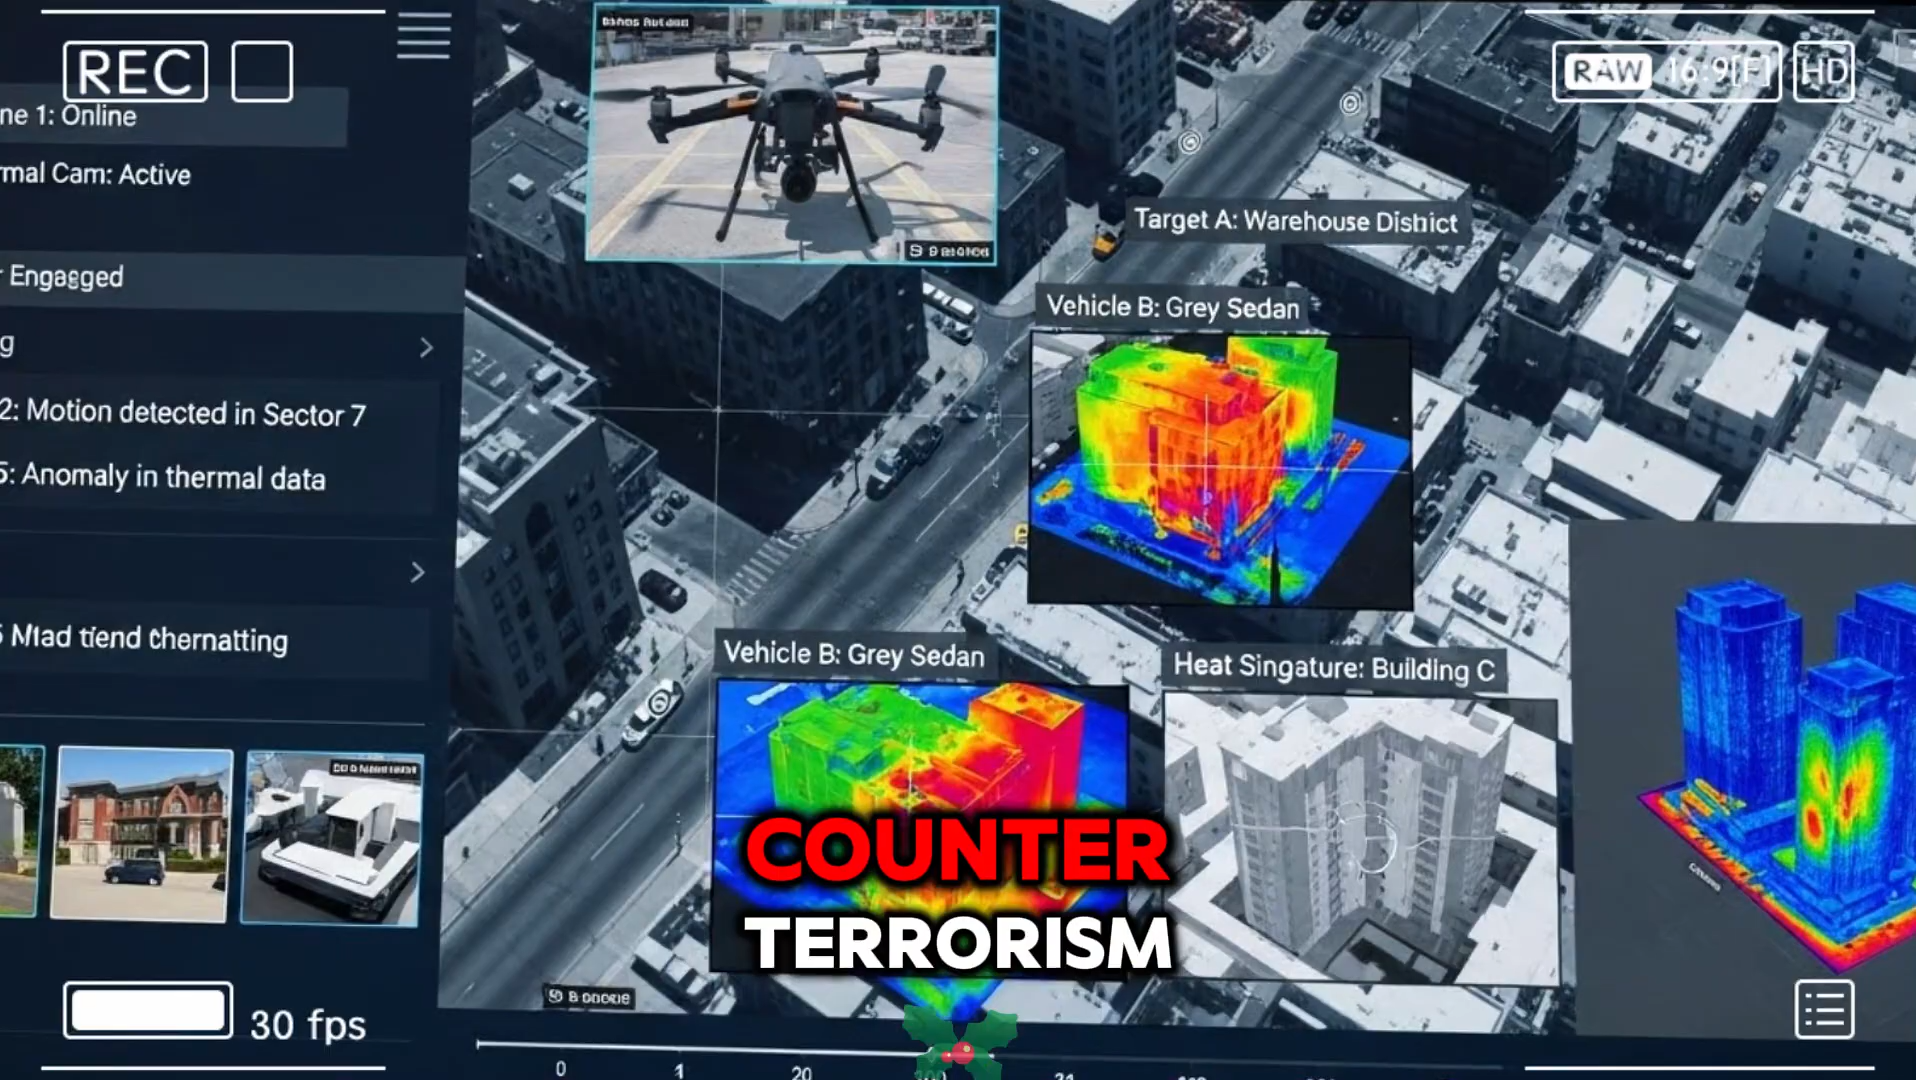 REC
RAW 16:9[F] HD
ne 1: Online
rmal Cam: Active
Target A: Warehouse District
r Engagged
Vehicle B: Grey Sedan
g
2: Motion detected in Sector 7
5: Anomaly in thermal data
Mlad tiend chernatting
Vehicle B: Grey Sedan
Heat Singature: Building C
COUNTER
TERRORISM
30 fps
0 1 20